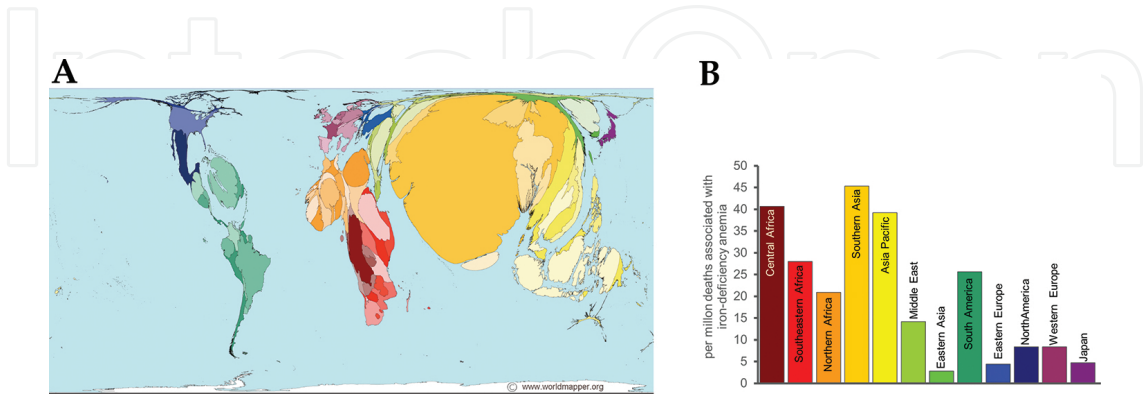 IntechOpen
A
B
© www.worldmapper.org
per millon deaths associated with
iron-deficiency anemia
50
45
40
35
30
25
20
15
10
5
0
Central Africa
Southeastern Africa
Northern Africa
Southern Asia
Asia Pacific
Middle East
Eastern Asia
South America
Eastern Europe
NorthAmerica
Western Europe
Japan